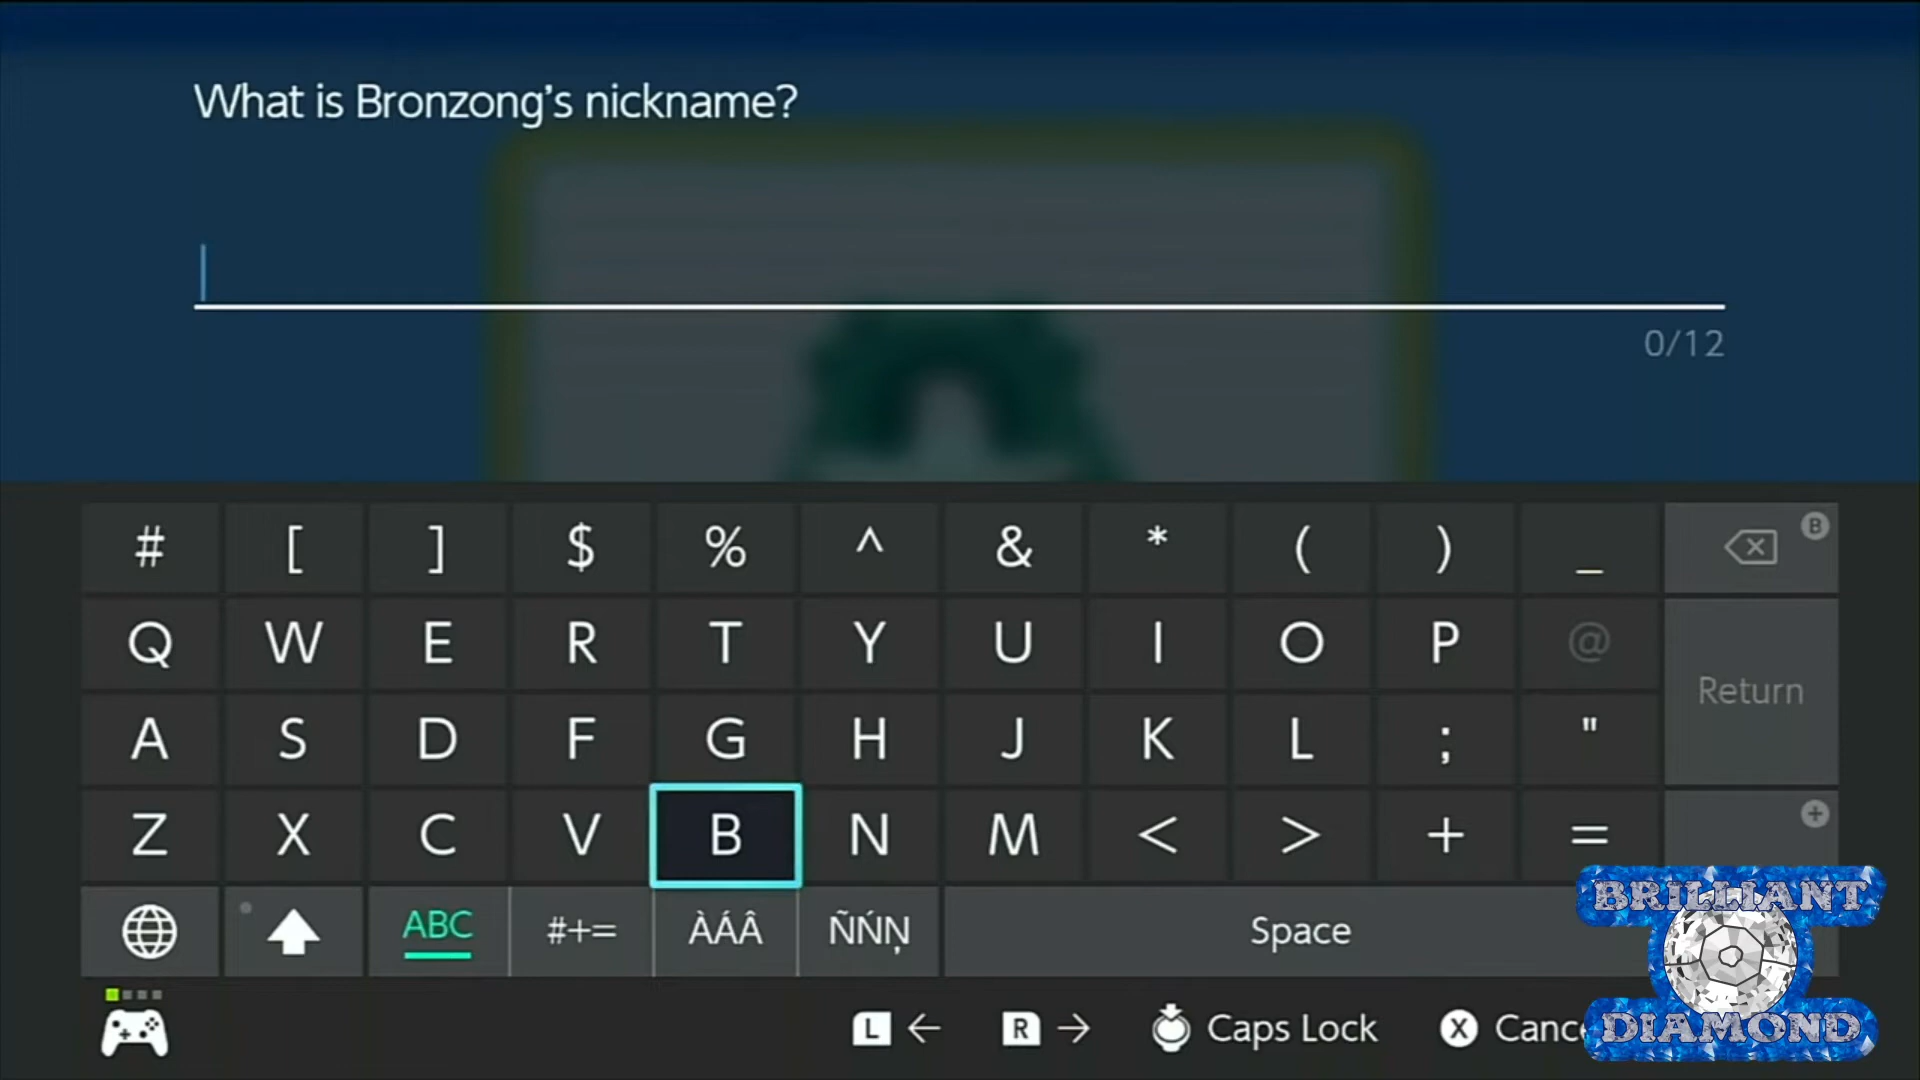 What is Bronzong's nickname?
0/12
# [ ] $ % ^ & * ( ) _ B
Q W E R T Y U I O P @
Return
A S D F G H J K L ; "
Z X C V B N M < > + = +
ABC #+= ÀÁÂ ÑŃŅ Space
L ← R → Caps Lock X Canc
BRILLIANT
DIAMOND